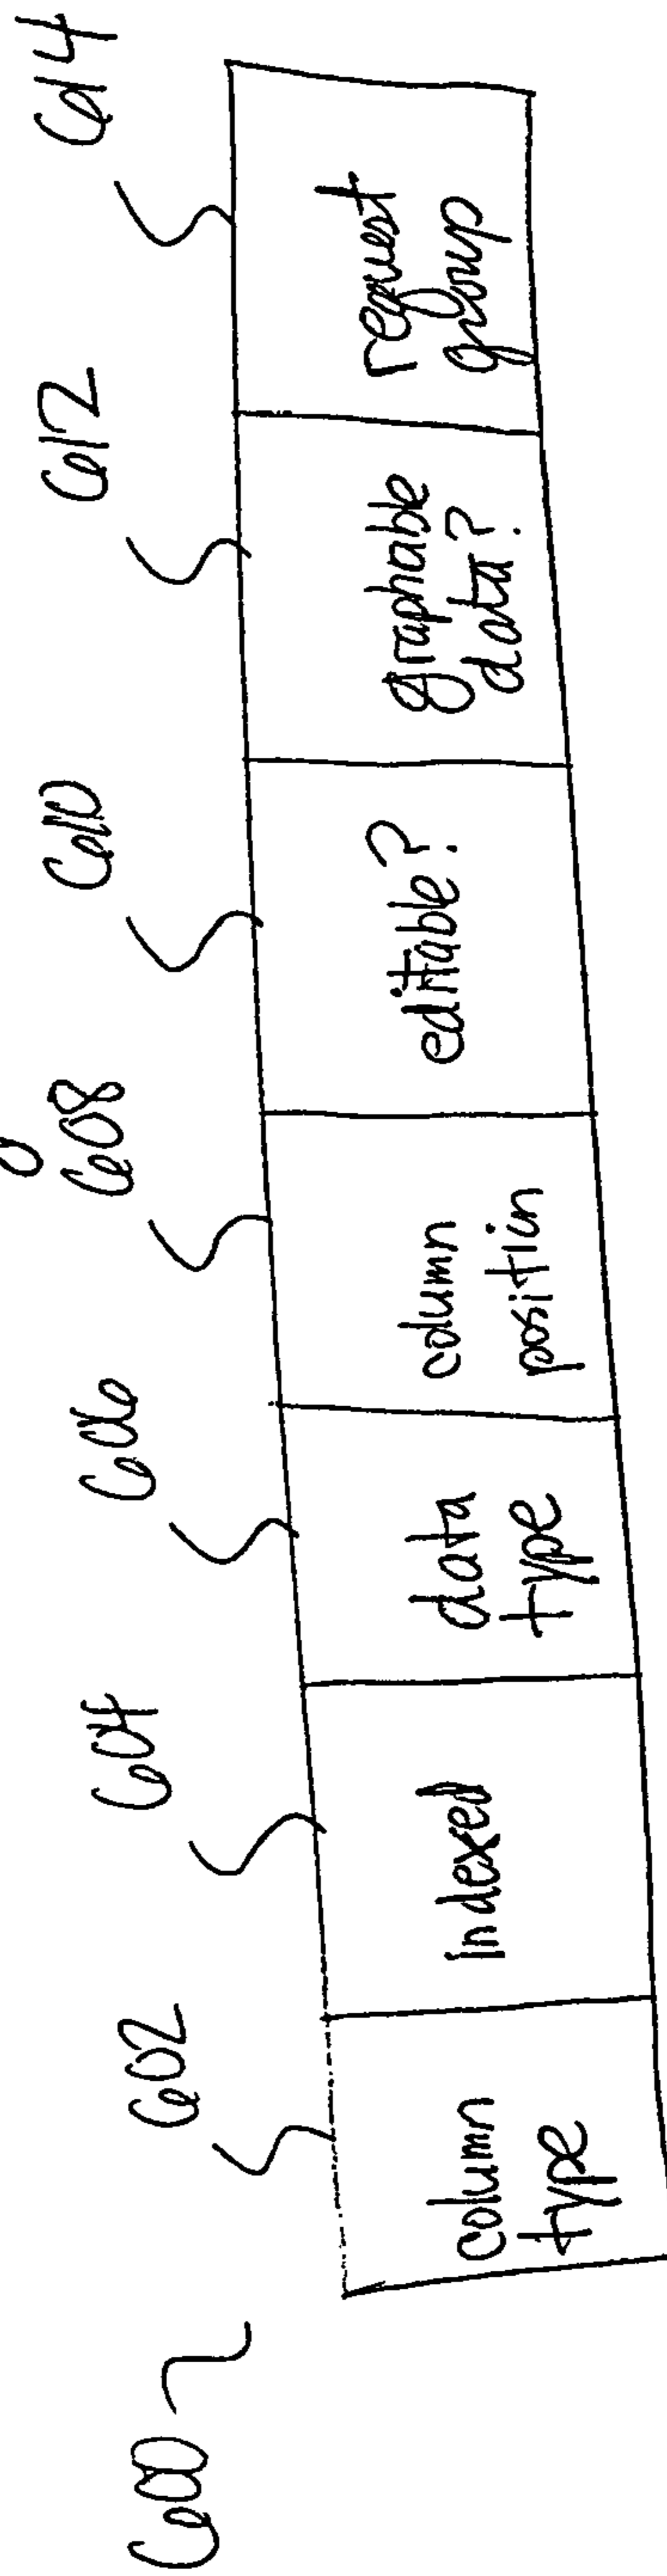 600
602
604
606
608
610
612
614
column
type
indexed
data
type
column
position
editable?
graphable
data?
request
group